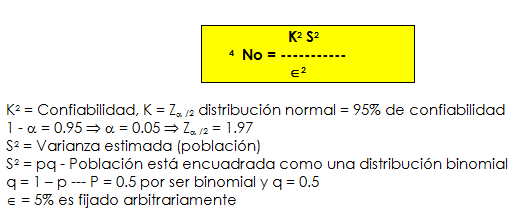 K² S²
⁴ No = -----------
∈²
K² = Confiabilidad, K = Zα /2 distribución normal = 95% de confiabilidad
1 - α = 0.95 ⇒ α = 0.05 ⇒ Zα /2 = 1.97
S² = Varianza estimada (población)
S² = pq - Población está encuadrada como una distribución binomial
q = 1 – p --- P = 0.5 por ser binomial y q = 0.5
∈ = 5% es fijado arbitrariamente